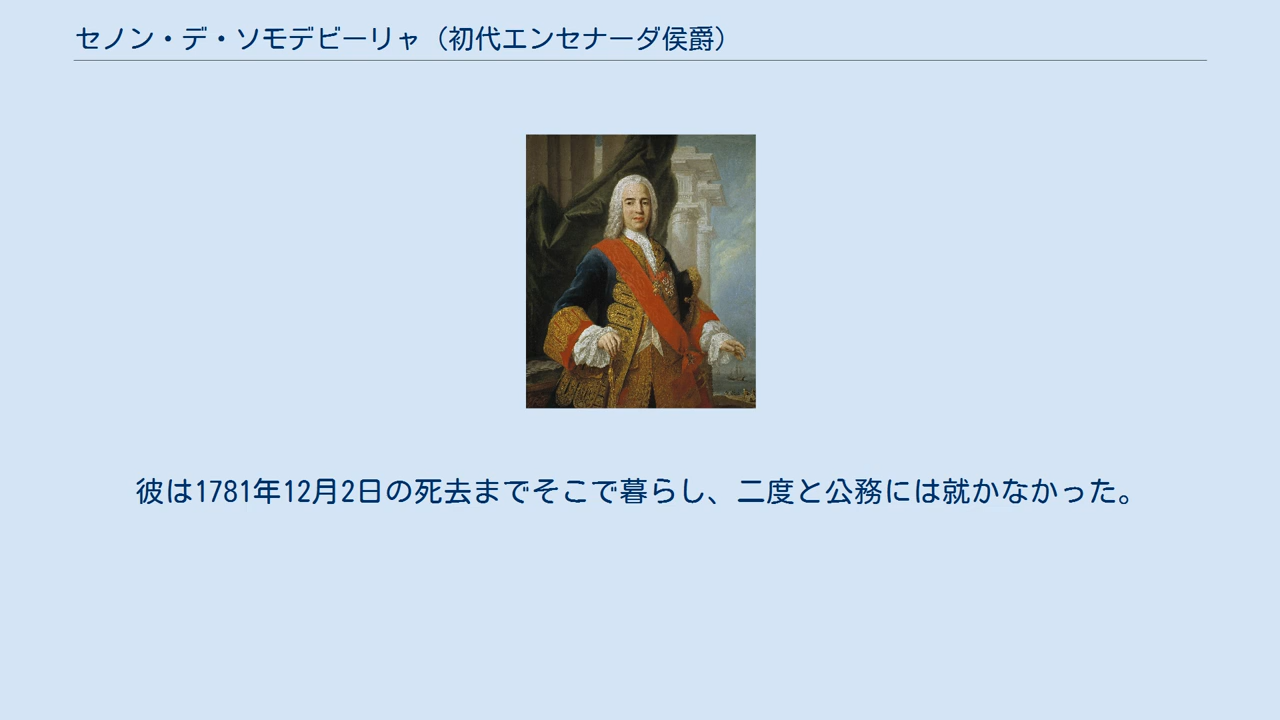 セノン・デ・ソモデビーリャ（初代エンセナーダ侯爵）
彼は1781年12月2日の死去までそこで暮らし、二度と公務には就かなかった。